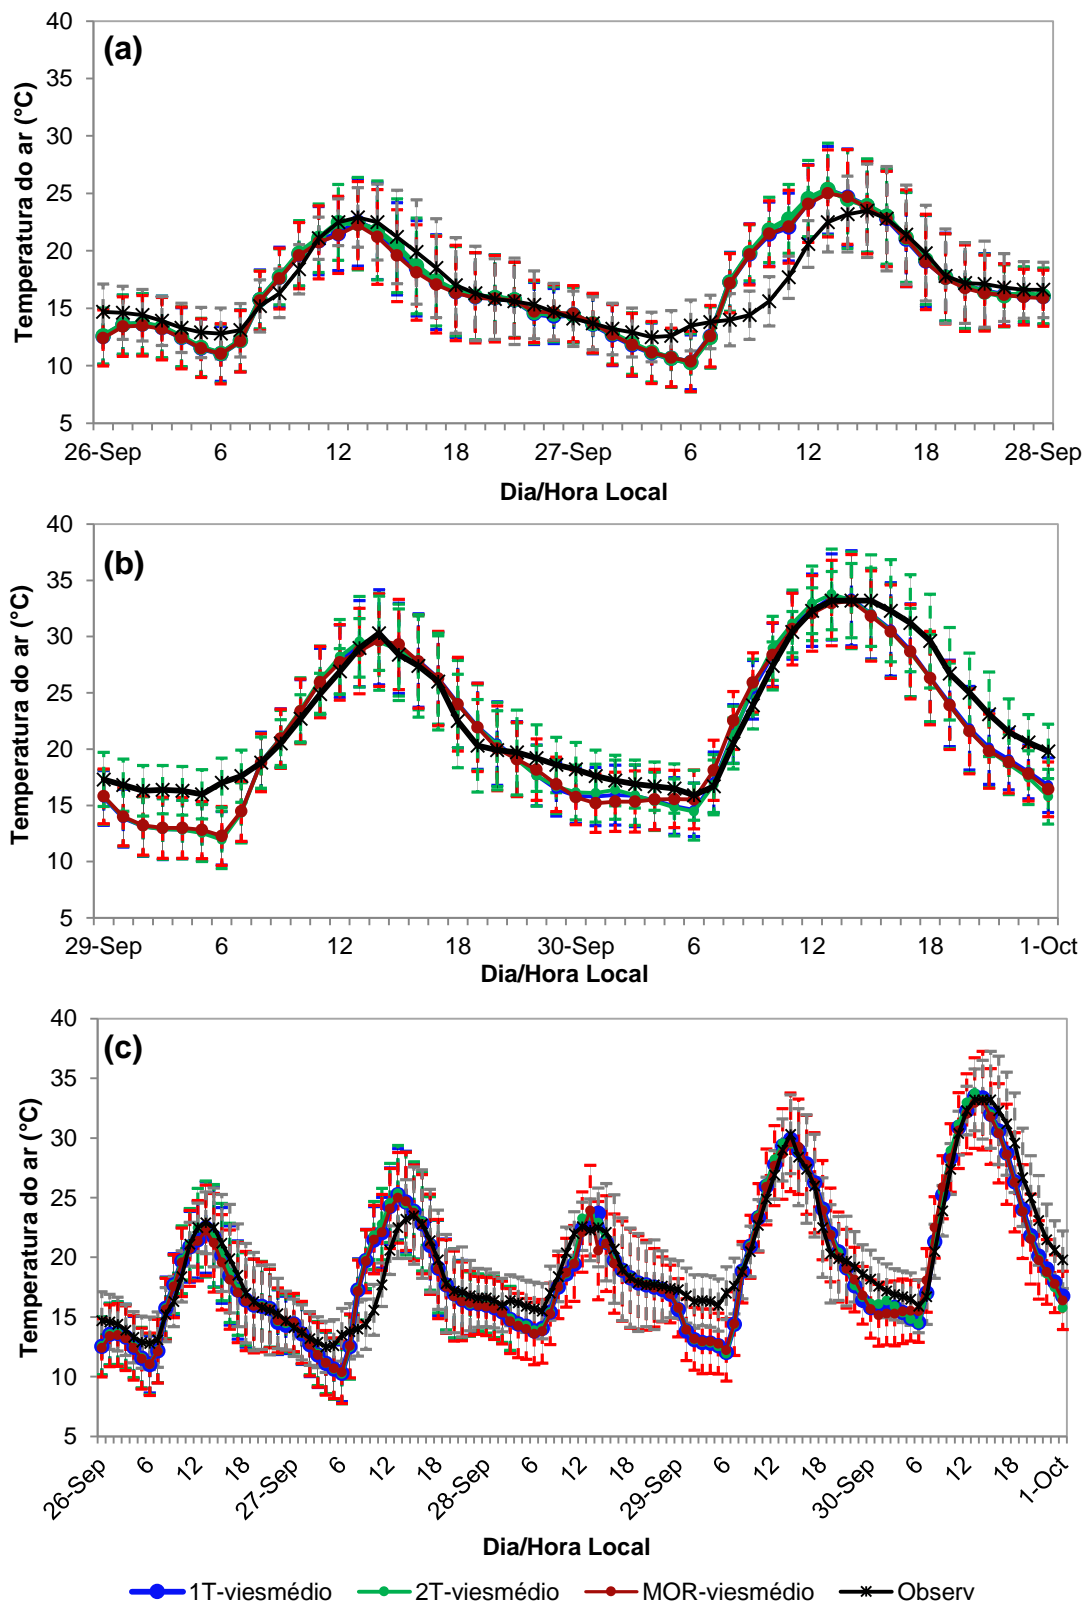 (a)
Temperatura do ar (°C)
40
35
30
25
20
15
10
5
26-Sep 6 12 18 27-Sep 6 12 18 28-Sep
Dia/Hora Local
(b)
Temperatura do ar (°C)
40
35
30
25
20
15
10
5
29-Sep 6 12 18 30-Sep 6 12 18 1-Oct
Dia/Hora Local
(c)
Temperatura do ar (°C)
40
35
30
25
20
15
10
5
26-Sep 6 12 18 27-Sep 6 12 18 28-Sep 6 12 18 29-Sep 6 12 18 30-Sep 6 12 18 1-Oct
Dia/Hora Local
1T-viesmédio 2T-viesmédio MOR-viesmédio Observ